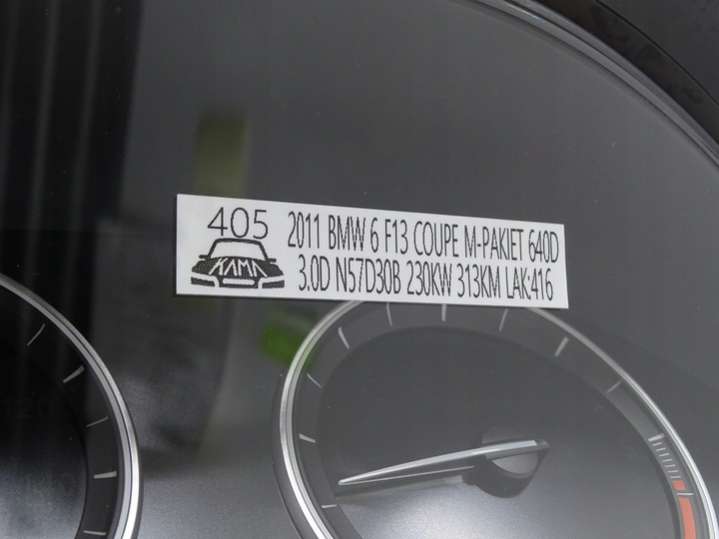 405
KAMA
2011 BMW 6 F13 COUPE M-PAKIET 640D
3.0D N57D30B 230KW 313KM LAK:416